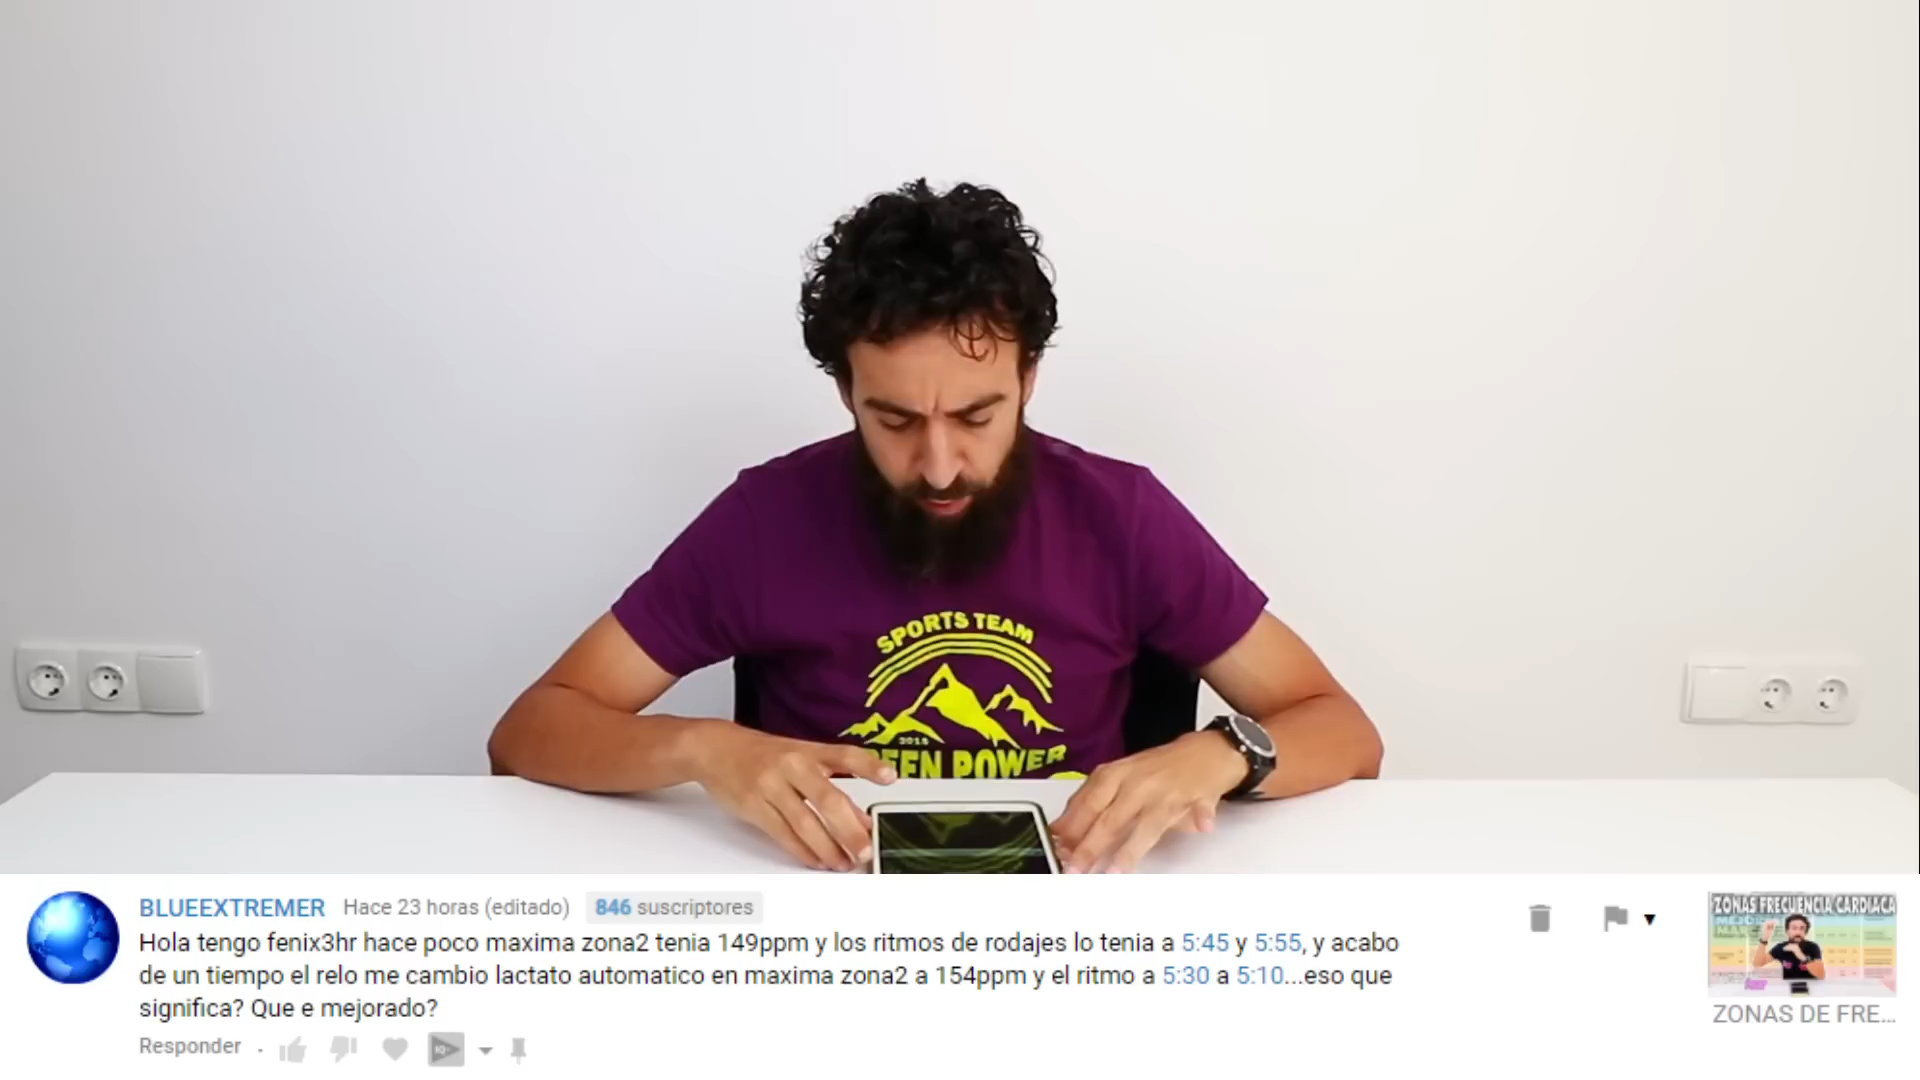 SPORTS TEAM
2015
EEN POWER
BLUEEXTREMER Hace 23 horas (editado) 846 suscriptores
Hola tengo fenix3hr hace poco maxima zona2 tenia 149ppm y los ritmos de rodajes lo tenia a 5:45 y 5:55, y acabo
de un tiempo el relo me cambio lactato automatico en maxima zona2 a 154ppm y el ritmo a 5:30 a 5:10...eso que
significa? Que e mejorado?
Responder
ZONAS FRECUENCIA CARDIACA
ZONAS DE FRE...